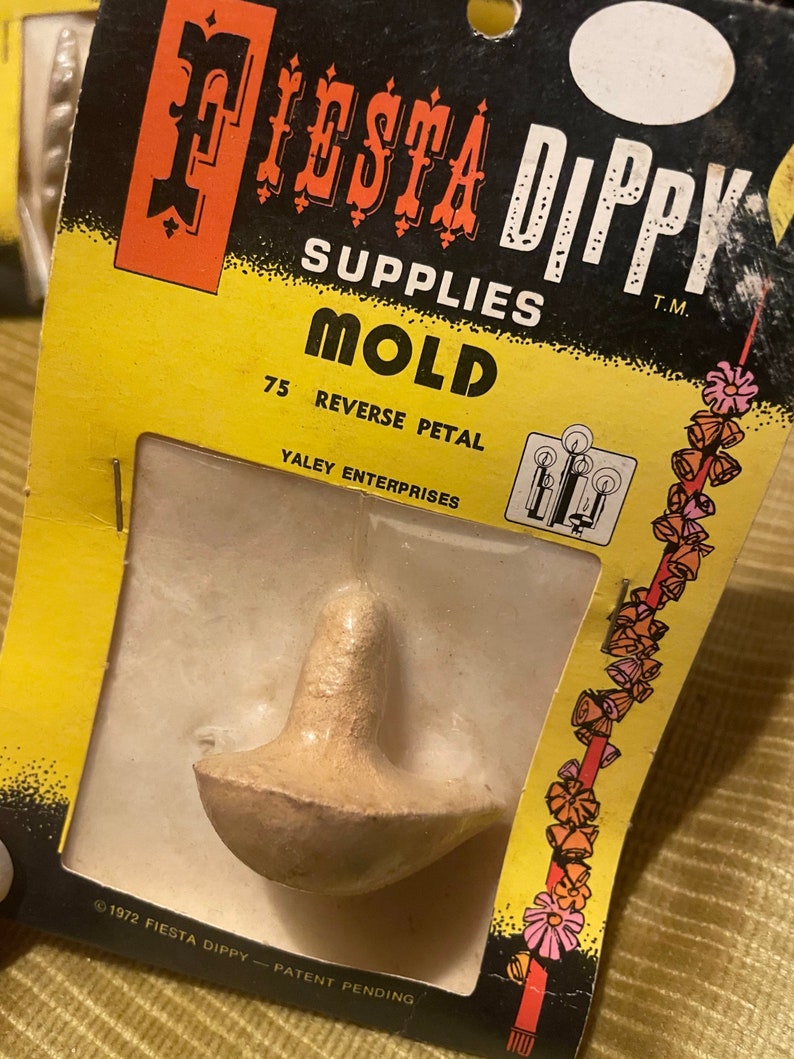 FIESTA DIPPY
T.M.
SUPPLIES
MOLD
75 REVERSE PETAL
YALEY ENTERPRISES
© 1972 FIESTA DIPPY — PATENT PENDING